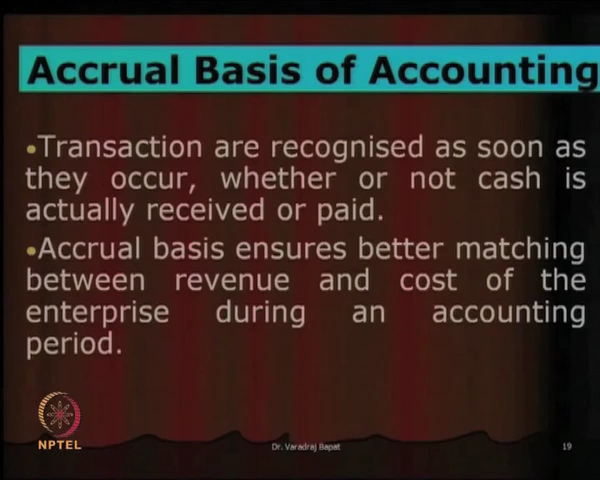 Accrual Basis of Accounting
•Transaction are recognised as soon as
they occur, whether or not cash is
actually received or paid.
•Accrual basis ensures better matching
between revenue and cost of the
enterprise during an accounting
period.
NPTEL
Dr. Varadraj Bapat
19